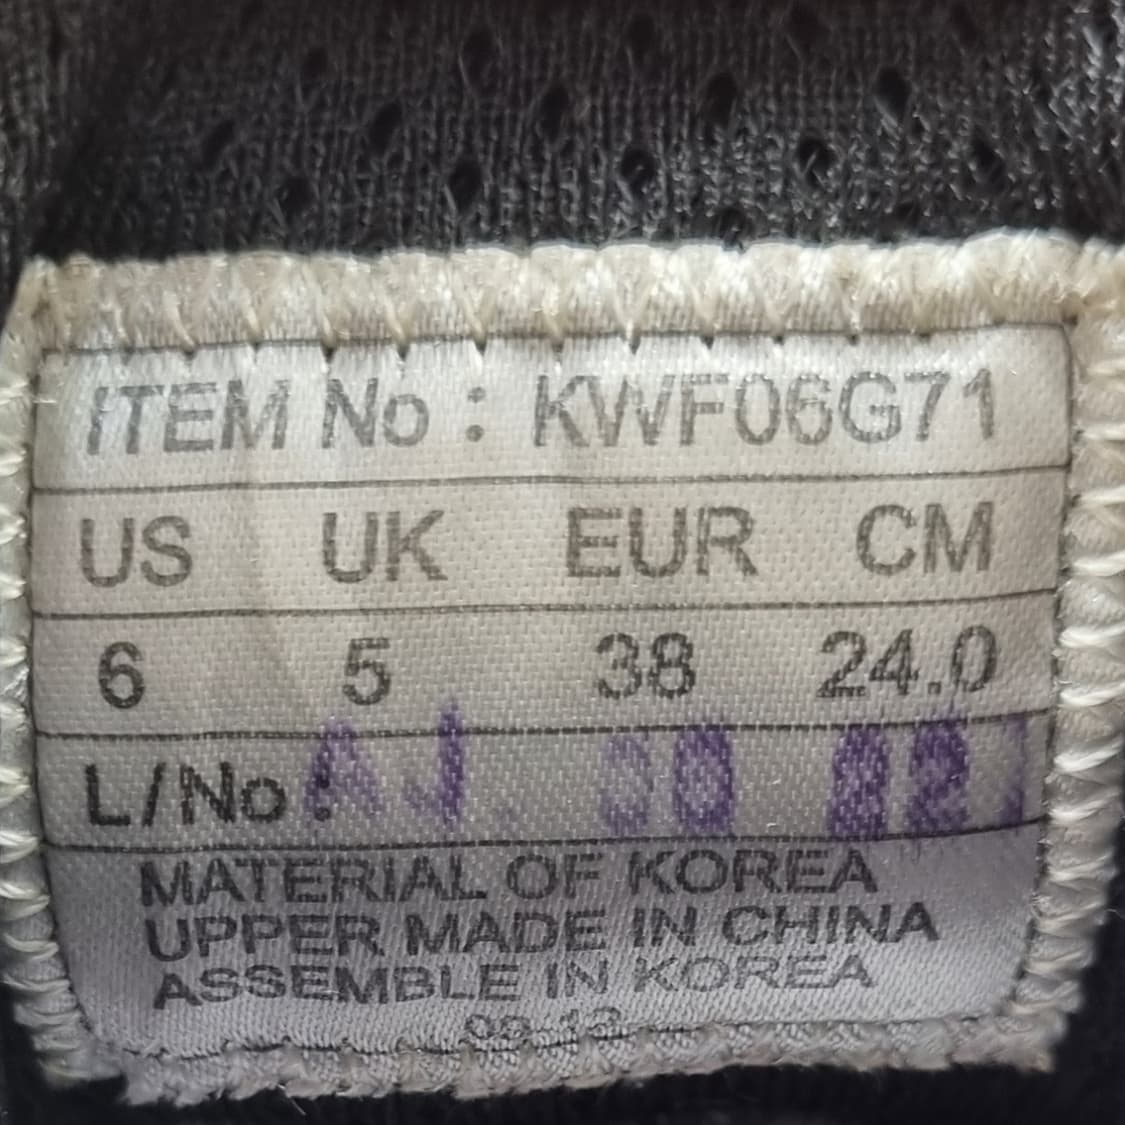 ITEM No : KWF06G71
US UK EUR CM
6 5 38 24.0
L/No : AJ.
MATERIAL OF KOREA
UPPER MADE IN CHINA
ASSEMBLE IN KOREA